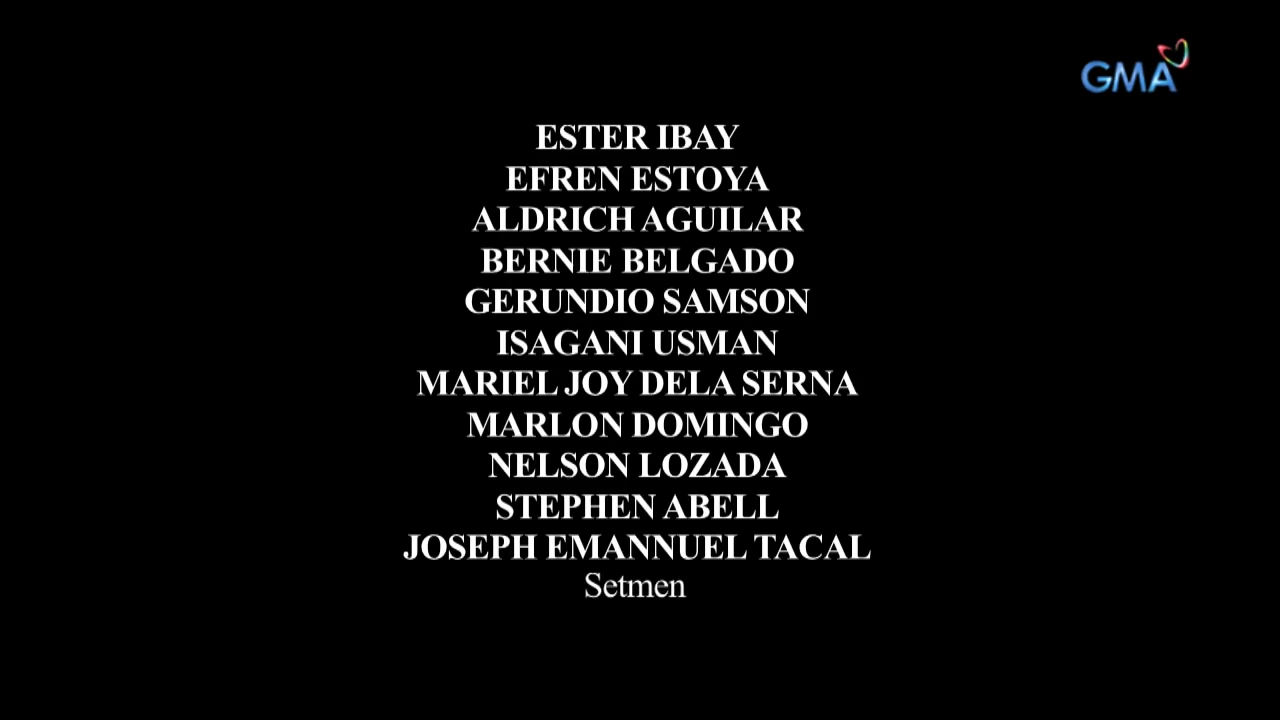 GMA
ESTER IBAY
EFREN ESTOYA
ALDRICH AGUILAR
BERNIE BELGADO
GERUNDIO SAMSON
ISAGANI USMAN
MARIEL JOY DELA SERNA
MARLON DOMINGO
NELSON LOZADA
STEPHEN ABELL
JOSEPH EMANNUEL TACAL
Setmen